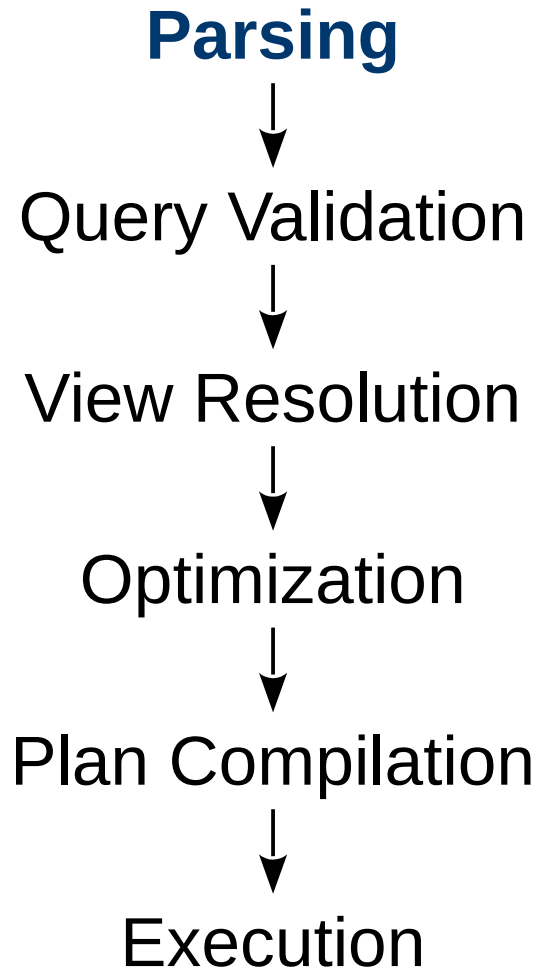 Parsing
Query Validation
View Resolution
Optimization
Plan Compilation
Execution